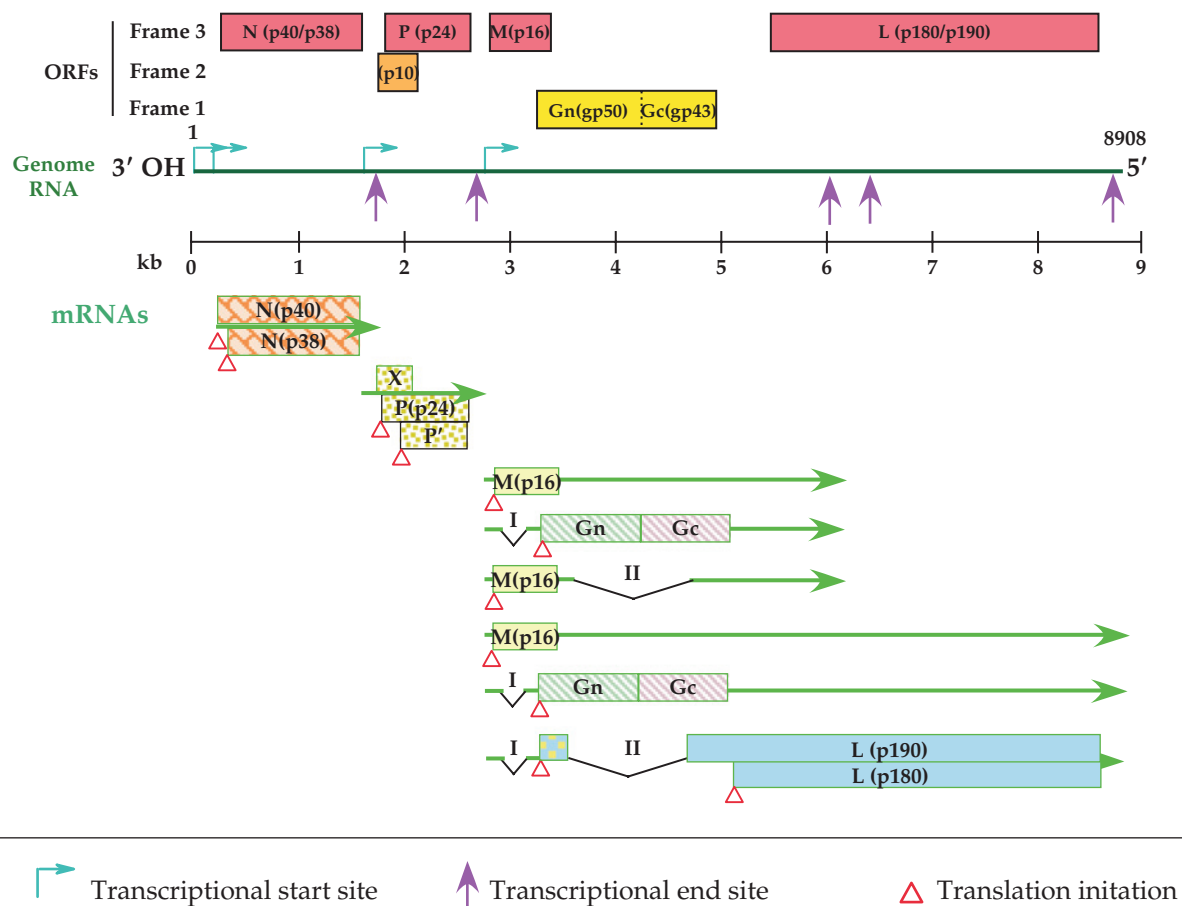 Frame 3 N (p40/p38) P (p24) M(p16) L (p180/p190)
ORFs Frame 2 (p10)
Frame 1 Gn(gp50) Gc(gp43)
1 8908
Genome RNA 3′ OH 5′
kb 0 1 2 3 4 5 6 7 8 9
mRNAs
N(p40)
N(p38)
X
P(p24)
P′
M(p16)
I Gn Gc
M(p16) II
M(p16)
I Gn Gc
I II L (p190)
L (p180)
Transcriptional start site Transcriptional end site Translation initation